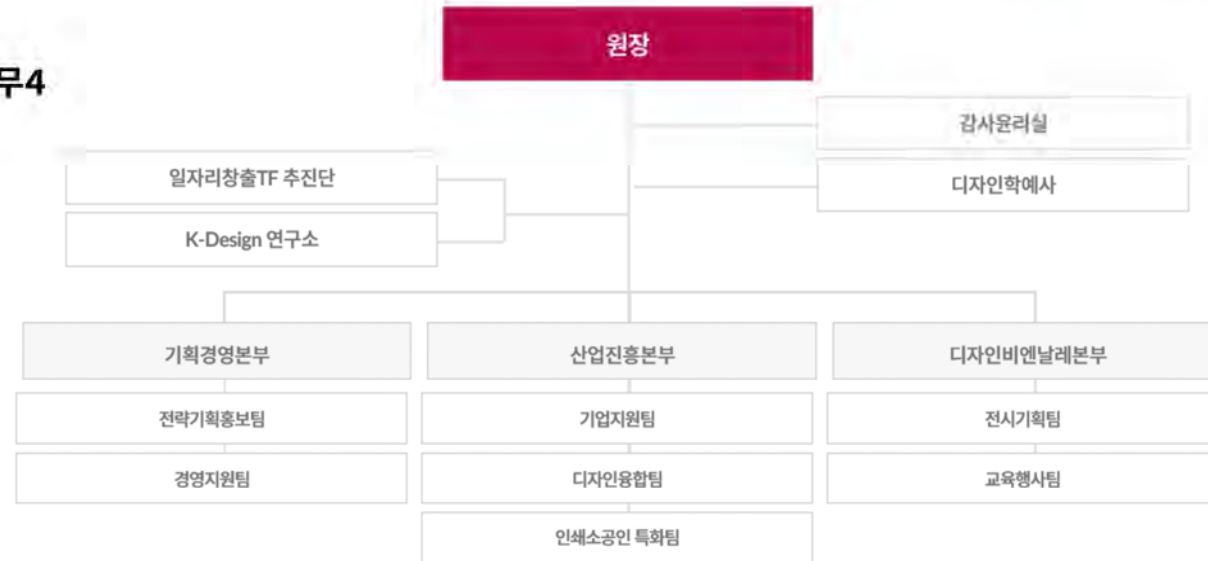 원장
무4
감사윤리실
일자리창출TF 추진단
디자인학예사
K-Design 연구소
기획경영본부
산업진흥본부
디자인비엔날레본부
전략기획홍보팀
기업지원팀
전시기획팀
경영지원팀
디자인융합팀
교육행사팀
인쇄소공인 특화팀